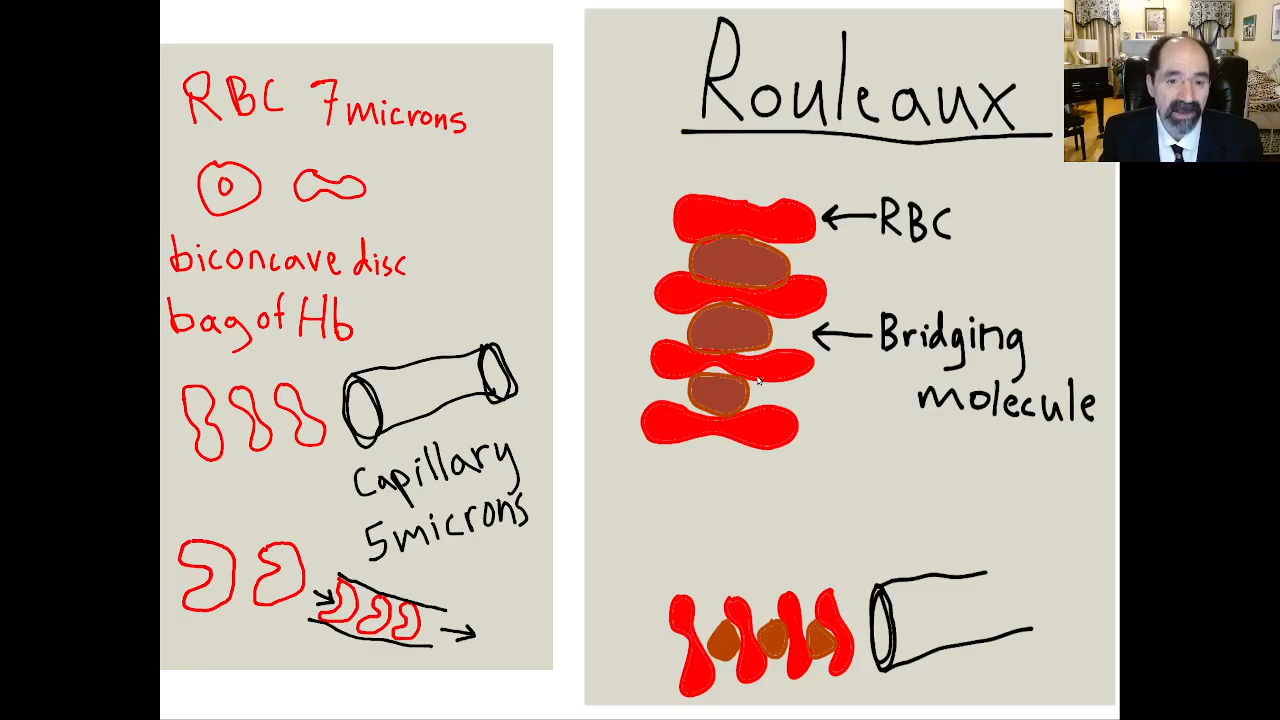 RBC 7microns
biconcave disc
bag of Hb
Capillary
5microns
Rouleaux
RBC
Bridging
molecule